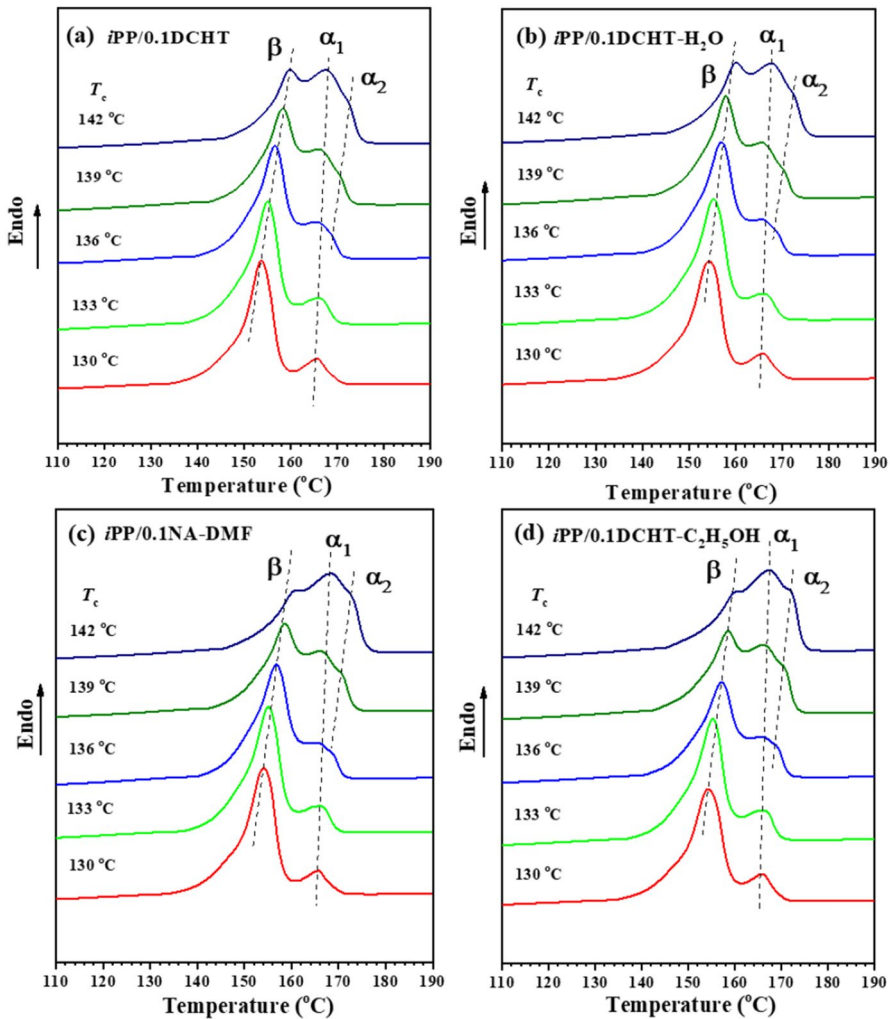 (a) iPP/0.1DCHT
β
α₁
α₂
Tc
142 °C
139 °C
136 °C
133 °C
130 °C
Endo
110 120 130 140 150 160 170 180 190
Temperature (°C)
(b) iPP/0.1DCHT-H₂O
β
α₁
α₂
Tc
142 °C
139 °C
136 °C
133 °C
130 °C
Endo
110 120 130 140 150 160 170 180 190
Temperature (°C)
(c) iPP/0.1NA-DMF
β
α₁
α₂
Tc
142 °C
139 °C
136 °C
133 °C
130 °C
Endo
110 120 130 140 150 160 170 180 190
Temperature (°C)
(d) iPP/0.1DCHT-C₂H₅OH
β
α₁
α₂
Tc
142 °C
139 °C
136 °C
133 °C
130 °C
Endo
110 120 130 140 150 160 170 180 190
Temperature (°C)